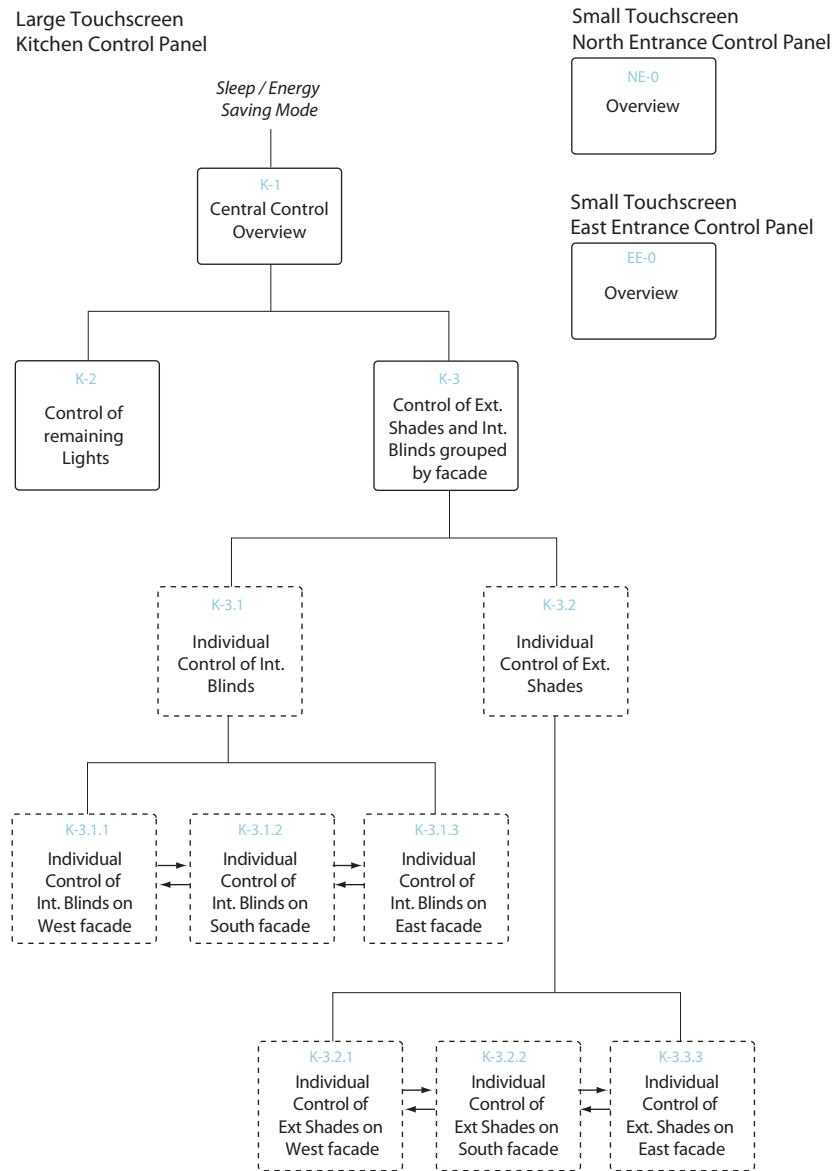 Large Touchscreen
Kitchen Control Panel
Small Touchscreen
North Entrance Control Panel
NE-0
Overview
Sleep / Energy
Saving Mode
K-1
Central Control
Overview
Small Touchscreen
East Entrance Control Panel
EE-0
Overview
K-2
Control of
remaining
Lights
K-3
Control of Ext.
Shades and Int.
Blinds grouped
by facade
K-3.1
Individual
Control of Int.
Blinds
K-3.2
Individual
Control of Ext.
Shades
K-3.1.1
Individual
Control of
Int. Blinds on
West facade
K-3.1.2
Individual
Control of
Int. Blinds on
South facade
K-3.1.3
Individual
Control of
Int. Blinds on
East facade
K-3.2.1
Individual
Control of
Ext Shades on
West facade
K-3.2.2
Individual
Control of
Ext Shades on
South facade
K-3.3.3
Individual
Control of
Ext. Shades on
East facade